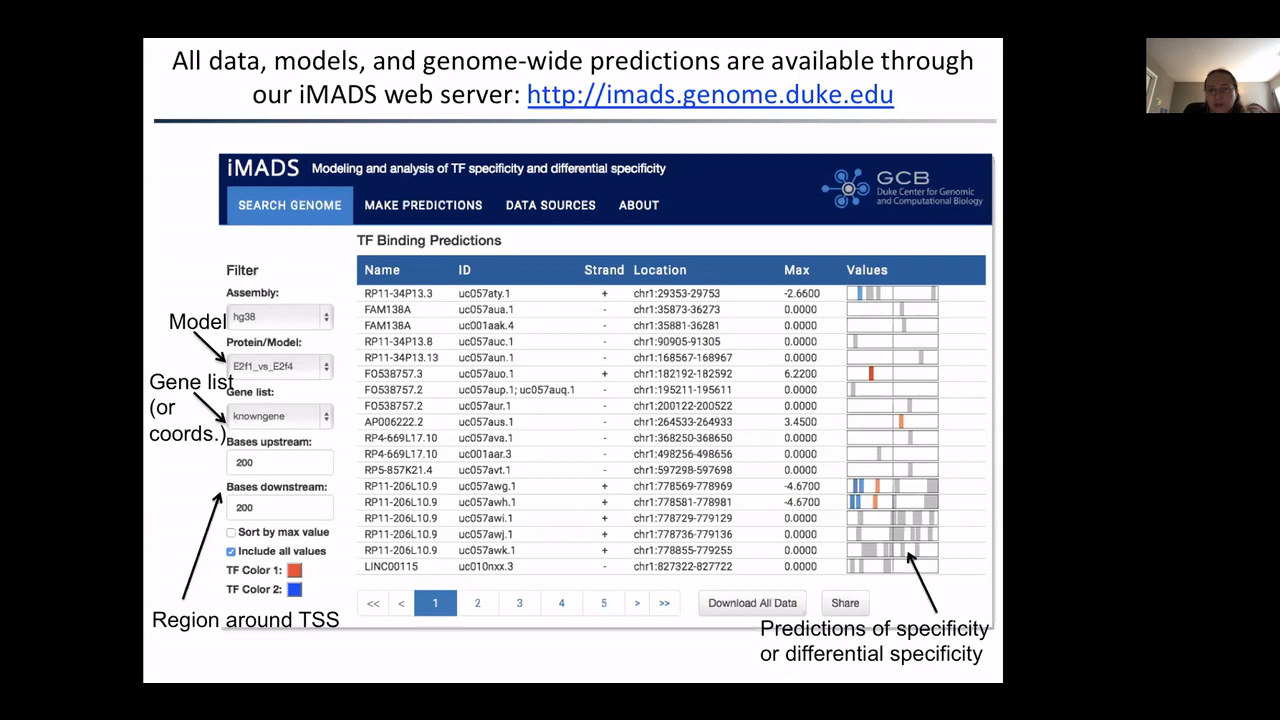 All data, models, and genome-wide predictions are available through
our iMADS web server: http://imads.genome.duke.edu
iMADS Modeling and analysis of TF specificity and differential specificity
GCB
Duke Center for Genomic
and Computational Biology
SEARCH GENOME MAKE PREDICTIONS DATA SOURCES ABOUT
TF Binding Predictions
Filter
Assembly:
hg38
Model
Protein/Model:
E2f1_vs_E2f4
Gene list
(or
coords.)
Gene list:
knowngene
Bases upstream:
200
Bases downstream:
200
Sort by max value
Include all values
TF Color 1:
TF Color 2:
Region around TSS
Name ID Strand Location Max Values
RP11-34P13.3 uc057aty.1 + chr1:29353-29753 -2.6600
FAM138A uc057aua.1 - chr1:35873-36273 0.0000
FAM138A uc001aak.4 - chr1:35881-36281 0.0000
RP11-34P13.8 uc057auc.1 - chr1:90905-91305 0.0000
RP11-34P13.13 uc057aun.1 - chr1:168567-168967 0.0000
FO538757.3 uc057auo.1 + chr1:182192-182592 6.2200
FO538757.2 uc057aup.1; uc057auq.1 - chr1:195211-195611 0.0000
FO538757.2 uc057aur.1 - chr1:200122-200522 0.0000
AP006222.2 uc057aus.1 - chr1:264533-264933 3.4500
RP4-669L17.10 uc057ava.1 - chr1:368250-368650 0.0000
RP4-669L17.10 uc001aar.3 - chr1:498256-498656 0.0000
RP5-857K21.4 uc057avt.1 - chr1:597298-597698 0.0000
RP11-206L10.9 uc057awg.1 + chr1:778569-778969 -4.6700
RP11-206L10.9 uc057awh.1 + chr1:778581-778981 -4.6700
RP11-206L10.9 uc057awi.1 + chr1:778729-779129 0.0000
RP11-206L10.9 uc057awj.1 + chr1:778736-779136 0.0000
RP11-206L10.9 uc057awk.1 + chr1:778855-779255 0.0000
LINC00115 uc010nxx.3 - chr1:827322-827722 0.0000
<< < 1 2 3 4 5 > >> Download All Data Share
Predictions of specificity
or differential specificity